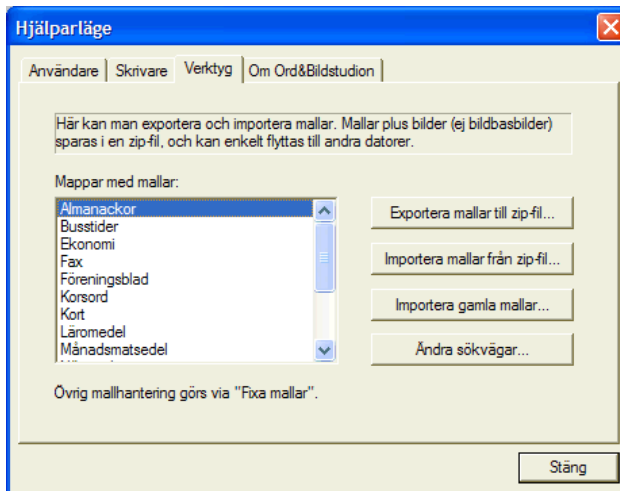 Hjälparläge
Användare Skrivare Verktyg Om Ord&Bildstudion
Här kan man exportera och importera mallar. Mallar plus bilder (ej bildbasbilder)
sparas i en zip-fil, och kan enkelt flyttas till andra datorer.
Mappar med mallar:
Almanackor
Busstider
Ekonomi
Fax
Föreningsblad
Korsord
Kort
Läromedel
Månadsmatsedel
Exportera mallar till zip-fil...
Importera mallar från zip-fil...
Importera gamla mallar...
Ändra sökvägar...
Övrig mallhantering görs via "Fixa mallar".
Stäng